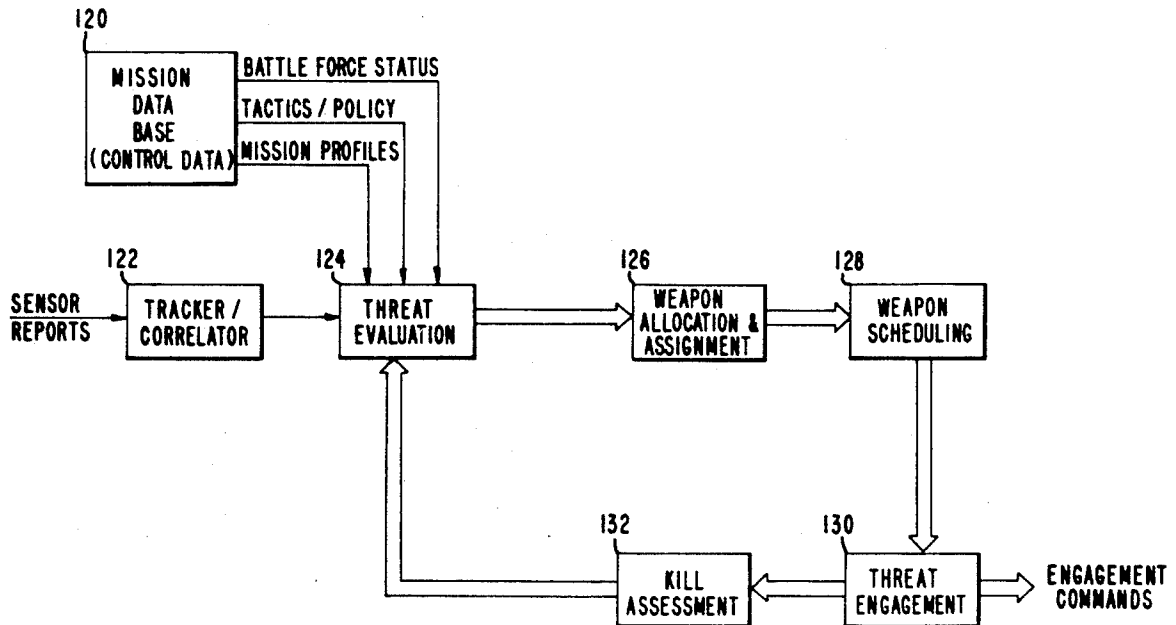 120
MISSION
DATA
BASE
(CONTROL DATA)
BATTLE FORCE STATUS
TACTICS / POLICY
MISSION PROFILES
122
124
126
128
SENSOR
REPORTS
TRACKER /
CORRELATOR
THREAT
EVALUATION
WEAPON
ALLOCATION &
ASSIGNMENT
WEAPON
SCHEDULING
132
130
KILL
ASSESSMENT
THREAT
ENGAGEMENT
ENGAGEMENT
COMMANDS